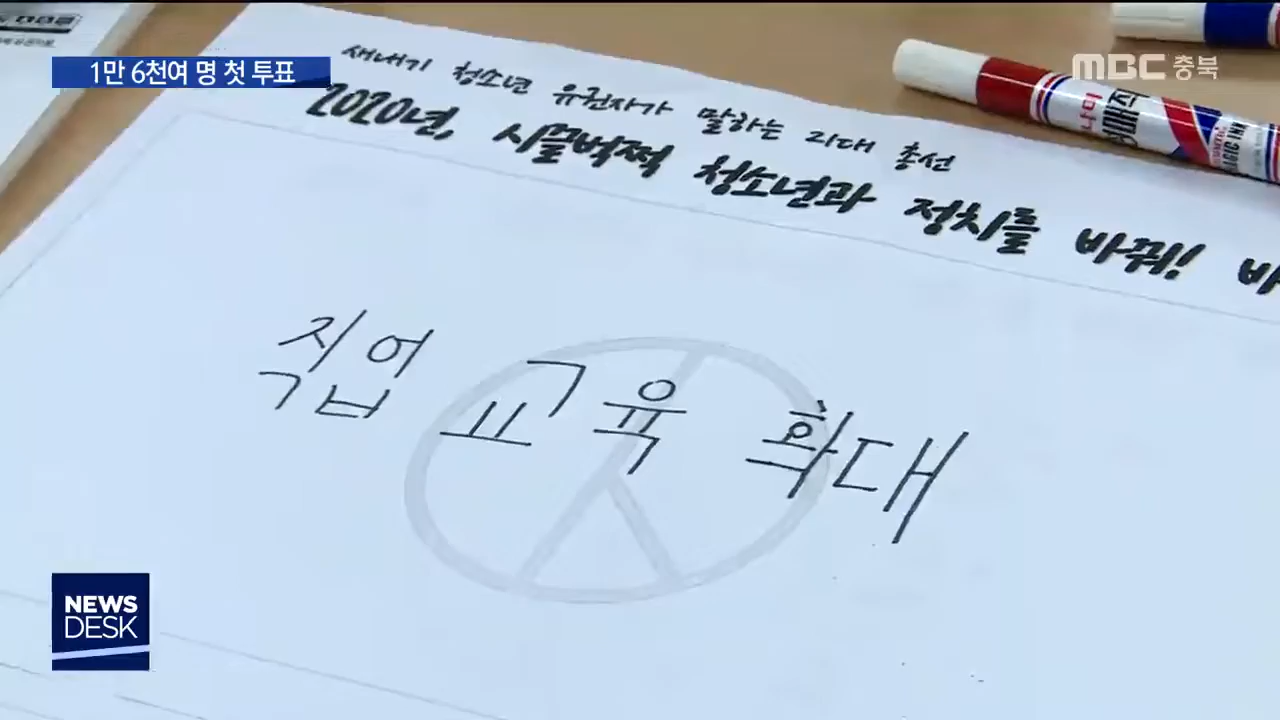 1만 6천여 명 첫 투표
MBC 충북
새내기 청소년 유권자가 말하는 21대 총선
2020년, 시끌벅쩍 청소년과 정치를 바꿔! 바
직업 교육 확대
NEWS
DESK